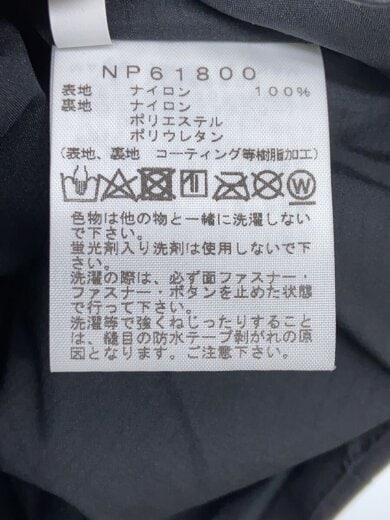 NP61800
表地 ナイロン 100%
裏地 ナイロン
ポリエステル
ポリウレタン
(表地、裏地 コーティング等樹脂加工)
W
色物は他の物と一緒に洗濯しない
で下さい。
蛍光剤入り洗剤は使用しないで下
さい。
洗濯の際は、必ず面ファスナー・
ファスナー・ボタンを止めた状態
で行って下さい。
洗濯等で強くねじったりすること
は、縫目の防水テープ剥がれの原
因となります。ご注意下さい。